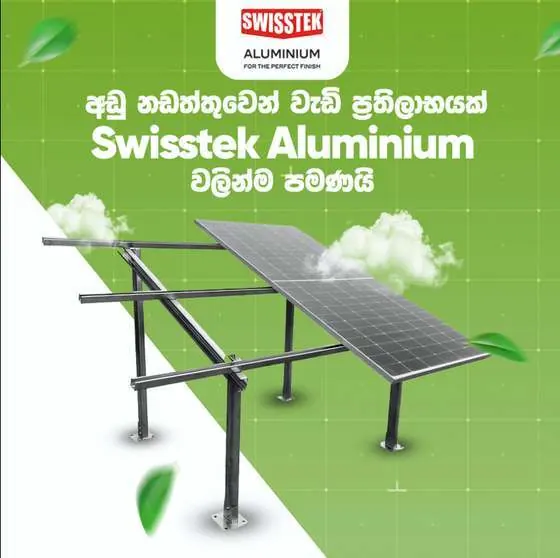 SWISSTEK
ALUMINIUM
FOR THE PERFECT FINISH
අඩු නඩත්තුවෙන් වැඩි ප්‍රතිලාභයක්
Swisstek Aluminium
වලින්ම පමණයි